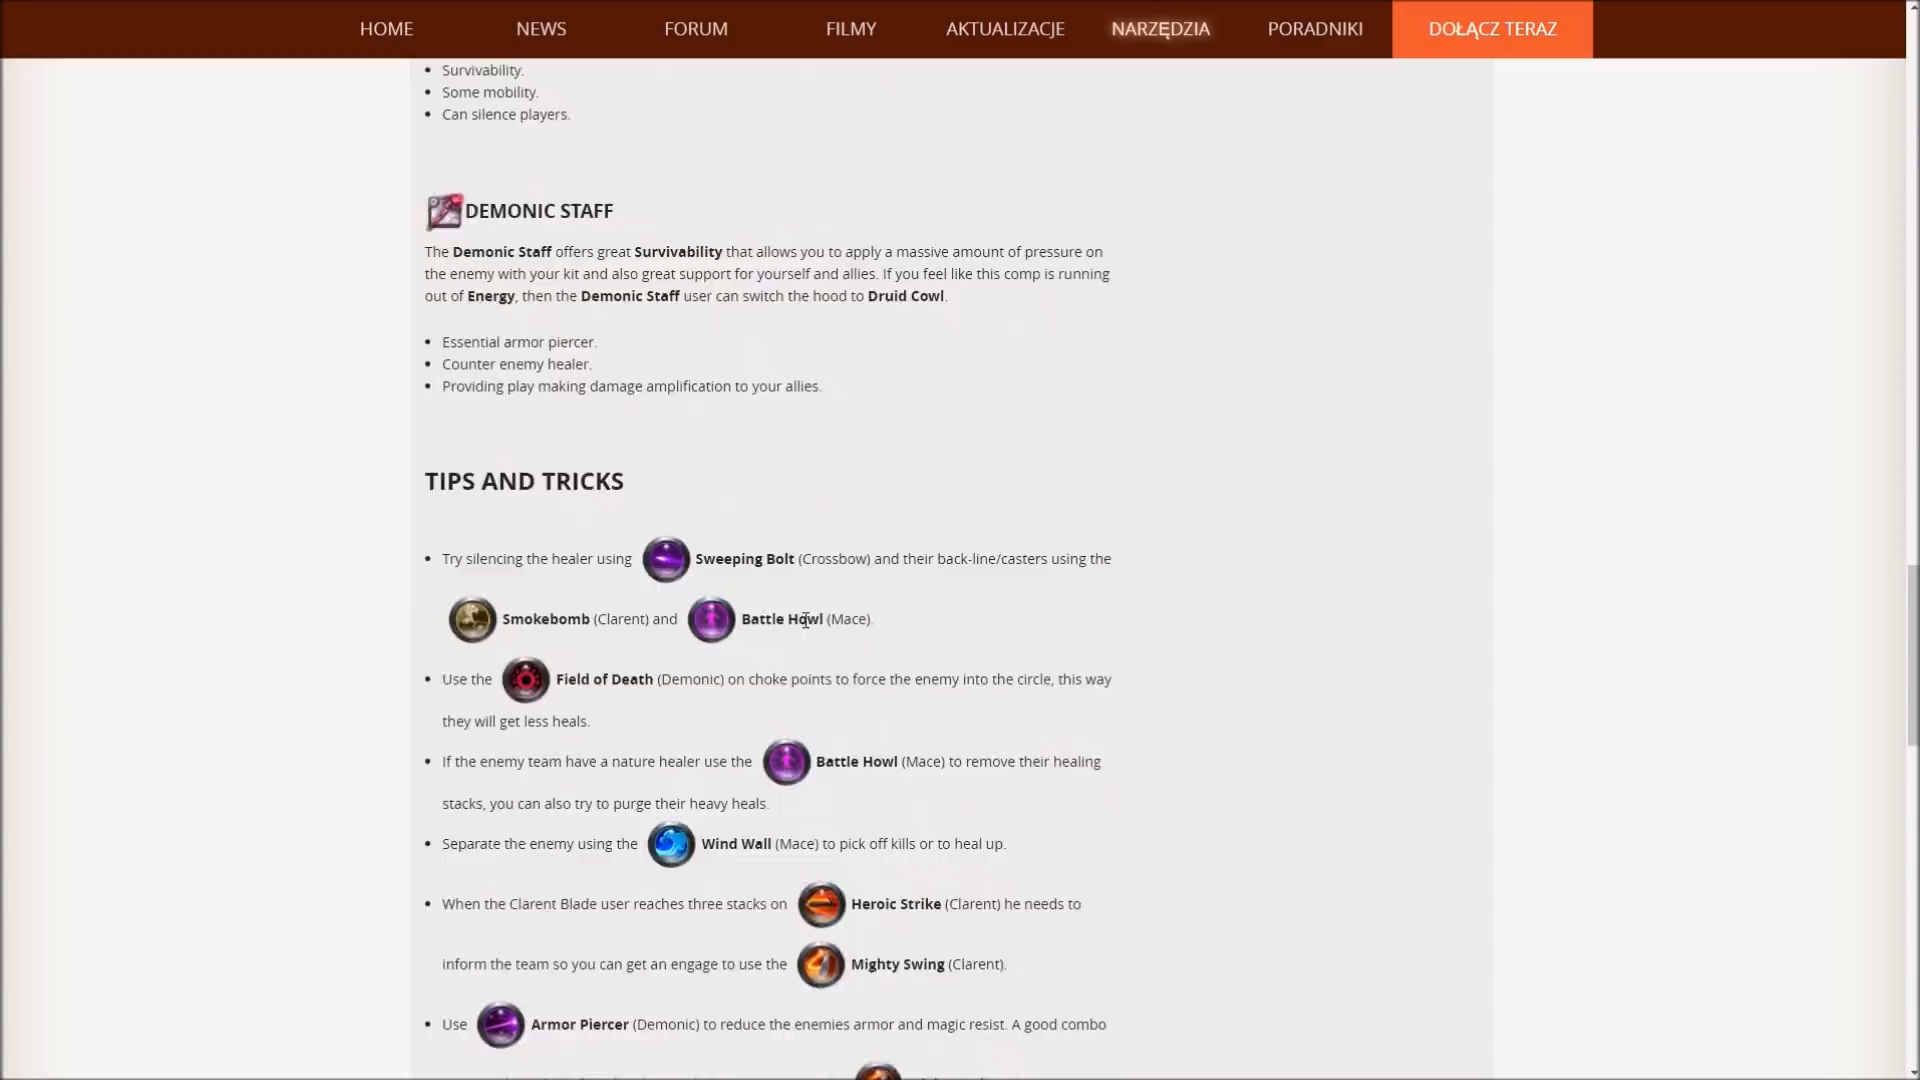 HOME NEWS FORUM FILMY AKTUALIZACJE NARZĘDZIA PORADNIKI DOŁĄCZ TERAZ
• Survivability.
• Some mobility.
• Can silence players.
DEMONIC STAFF
The Demonic Staff offers great Survivability that allows you to apply a massive amount of pressure on
the enemy with your kit and also great support for yourself and allies. If you feel like this comp is running
out of Energy, then the Demonic Staff user can switch the hood to Druid Cowl.
• Essential armor piercer.
• Counter enemy healer.
• Providing play making damage amplification to your allies.
TIPS AND TRICKS
• Try silencing the healer using Sweeping Bolt (Crossbow) and their back-line/casters using the
Smokebomb (Clarent) and Battle Howl (Mace).
• Use the Field of Death (Demonic) on choke points to force the enemy into the circle, this way
they will get less heals.
• If the enemy team have a nature healer use the Battle Howl (Mace) to remove their healing
stacks, you can also try to purge their heavy heals.
• Separate the enemy using the Wind Wall (Mace) to pick off kills or to heal up.
• When the Clarent Blade user reaches three stacks on Heroic Strike (Clarent) he needs to
inform the team so you can get an engage to use the Mighty Swing (Clarent).
• Use Armor Piercer (Demonic) to reduce the enemies armor and magic resist. A good combo